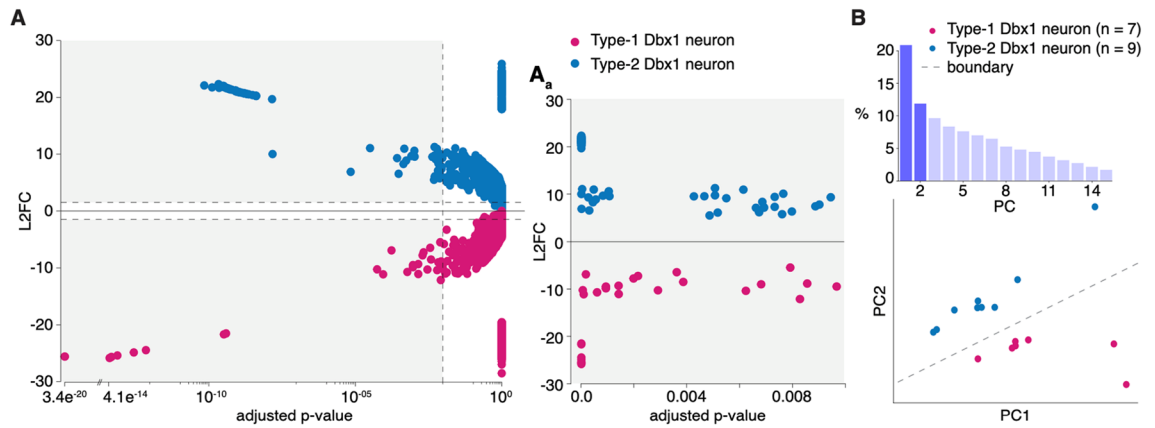 A
30
20
10
0
-10
-20
-30
L2FC
3.4e-20
4.1e-14
10-10
10-05
100
adjusted p-value
Type-1 Dbx1 neuron
Type-2 Dbx1 neuron
Aa
30
20
10
0
-10
-20
-30
L2FC
0.0
0.004
0.008
adjusted p-value
B
Type-1 Dbx1 neuron (n = 7)
Type-2 Dbx1 neuron (n = 9)
boundary
20
15
10
5
0
%
2
5
8
11
14
PC
PC2
PC1